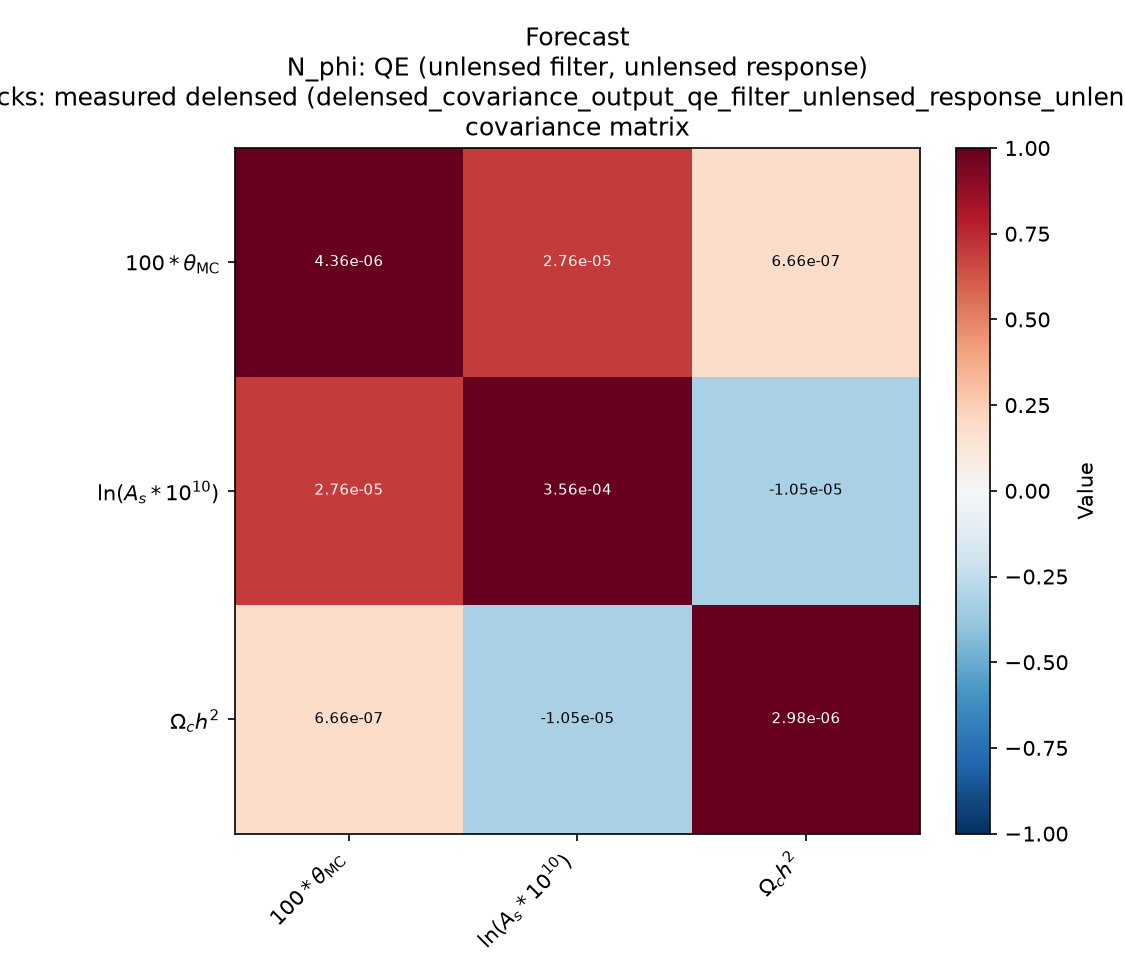 Forecast
N_phi: QE (unlensed filter, unlensed response)
cks: measured delensed (delensed_covariance_output_qe_filter_unlensed_response_unlen
covariance matrix
1.00
0.75
0.50
0.25
0.00
−0.25
−0.50
−0.75
−1.00
Value
100 * θ_MC
4.36e-06 2.76e-05 6.66e-07
ln(A_s * 10^10)
2.76e-05 3.56e-04 -1.05e-05
Ω_c h^2
6.66e-07 -1.05e-05 2.98e-06
100 * θ_MC
ln(A_s * 10^10)
Ω_c h^2